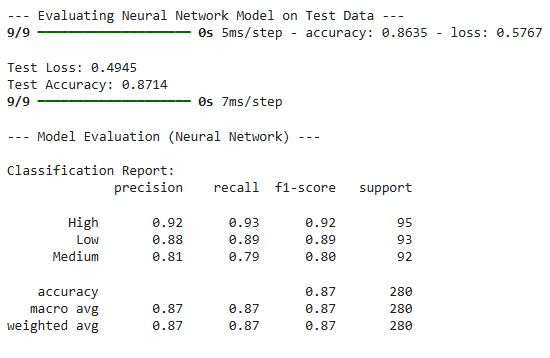 --- Evaluating Neural Network Model on Test Data ---
9/9 ━━━━━━━━━━━━━━━━━━━━ 0s 5ms/step - accuracy: 0.8635 - loss: 0.5767
Test Loss: 0.4945
Test Accuracy: 0.8714
9/9 ━━━━━━━━━━━━━━━━━━━━ 0s 7ms/step
--- Model Evaluation (Neural Network) ---
Classification Report:
precision recall f1-score support
High 0.92 0.93 0.92 95
Low 0.88 0.89 0.89 93
Medium 0.81 0.79 0.80 92
accuracy 0.87 280
macro avg 0.87 0.87 0.87 280
weighted avg 0.87 0.87 0.87 280